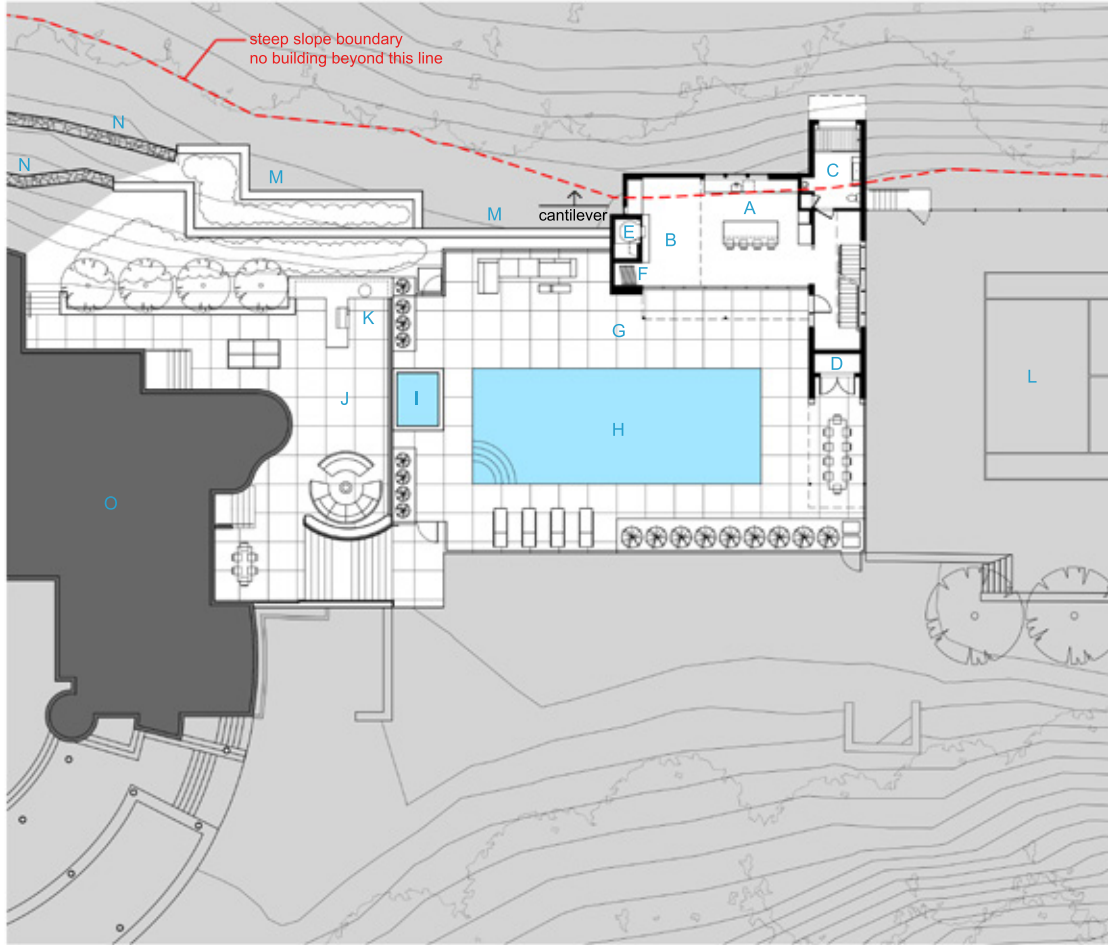 steep slope boundary
no building beyond this line
N
N
M
M
cantilever
C
A
E
B
F
K
G
D
L
J
I
H
O